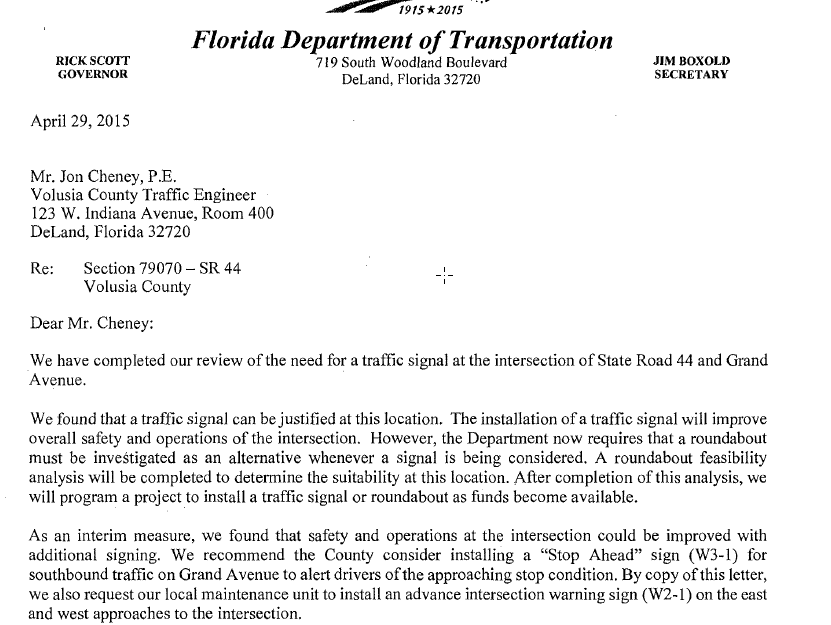 1915★2015
Florida Department of Transportation
RICK SCOTT
GOVERNOR
719 South Woodland Boulevard
DeLand, Florida 32720
JIM BOXOLD
SECRETARY
April 29, 2015
Mr. Jon Cheney, P.E.
Volusia County Traffic Engineer
123 W. Indiana Avenue, Room 400
DeLand, Florida 32720
Re: Section 79070 – SR 44
Volusia County
Dear Mr. Cheney:
We have completed our review of the need for a traffic signal at the intersection of State Road 44 and Grand
Avenue.
We found that a traffic signal can be justified at this location. The installation of a traffic signal will improve
overall safety and operations of the intersection. However, the Department now requires that a roundabout
must be investigated as an alternative whenever a signal is being considered. A roundabout feasibility
analysis will be completed to determine the suitability at this location. After completion of this analysis, we
will program a project to install a traffic signal or roundabout as funds become available.
As an interim measure, we found that safety and operations at the intersection could be improved with
additional signing. We recommend the County consider installing a “Stop Ahead” sign (W3-1) for
southbound traffic on Grand Avenue to alert drivers of the approaching stop condition. By copy of this letter,
we also request our local maintenance unit to install an advance intersection warning sign (W2-1) on the east
and west approaches to the intersection.